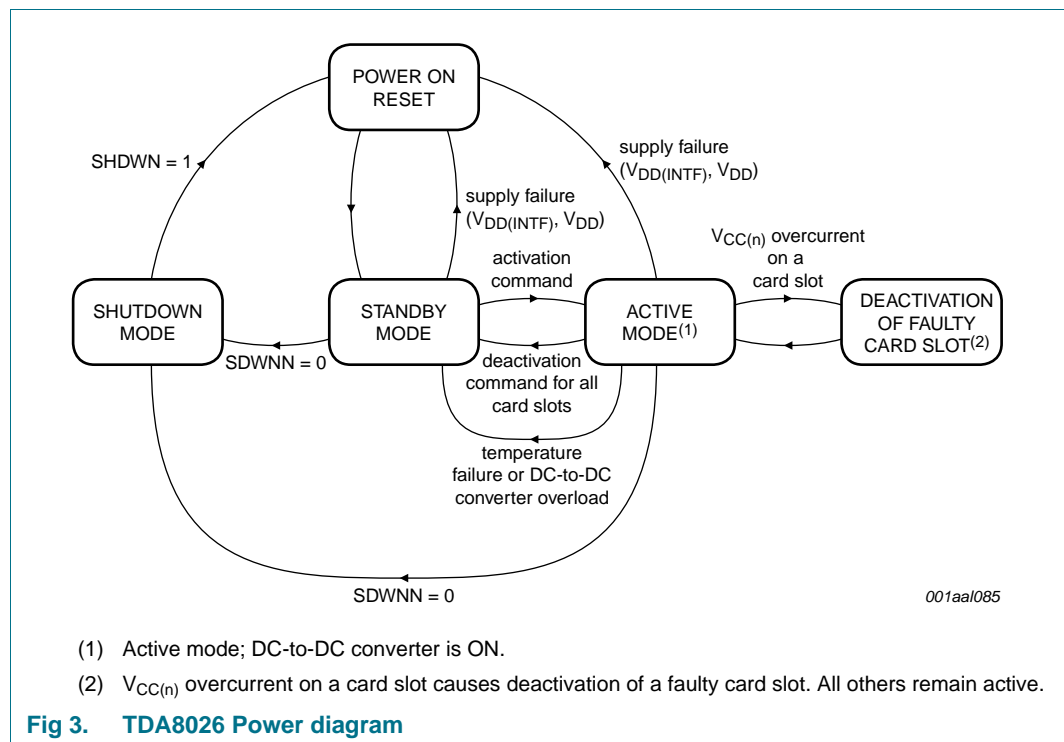 POWER ON
RESET
SHDWN = 1
supply failure
(VDD(INTF), VDD)
supply failure
(VDD(INTF), VDD)
VCC(n) overcurrent
on a
card slot
activation
command
SHUTDOWN
MODE
STANDBY
MODE
ACTIVE
MODE(1)
DEACTIVATION
OF FAULTY
CARD SLOT(2)
SDWNN = 0
deactivation
command for all
card slots
temperature
failure or DC-to-DC
converter overload
SDWNN = 0
001aal085
(1) Active mode; DC-to-DC converter is ON.
(2) VCC(n) overcurrent on a card slot causes deactivation of a faulty card slot. All others remain active.
Fig 3. TDA8026 Power diagram